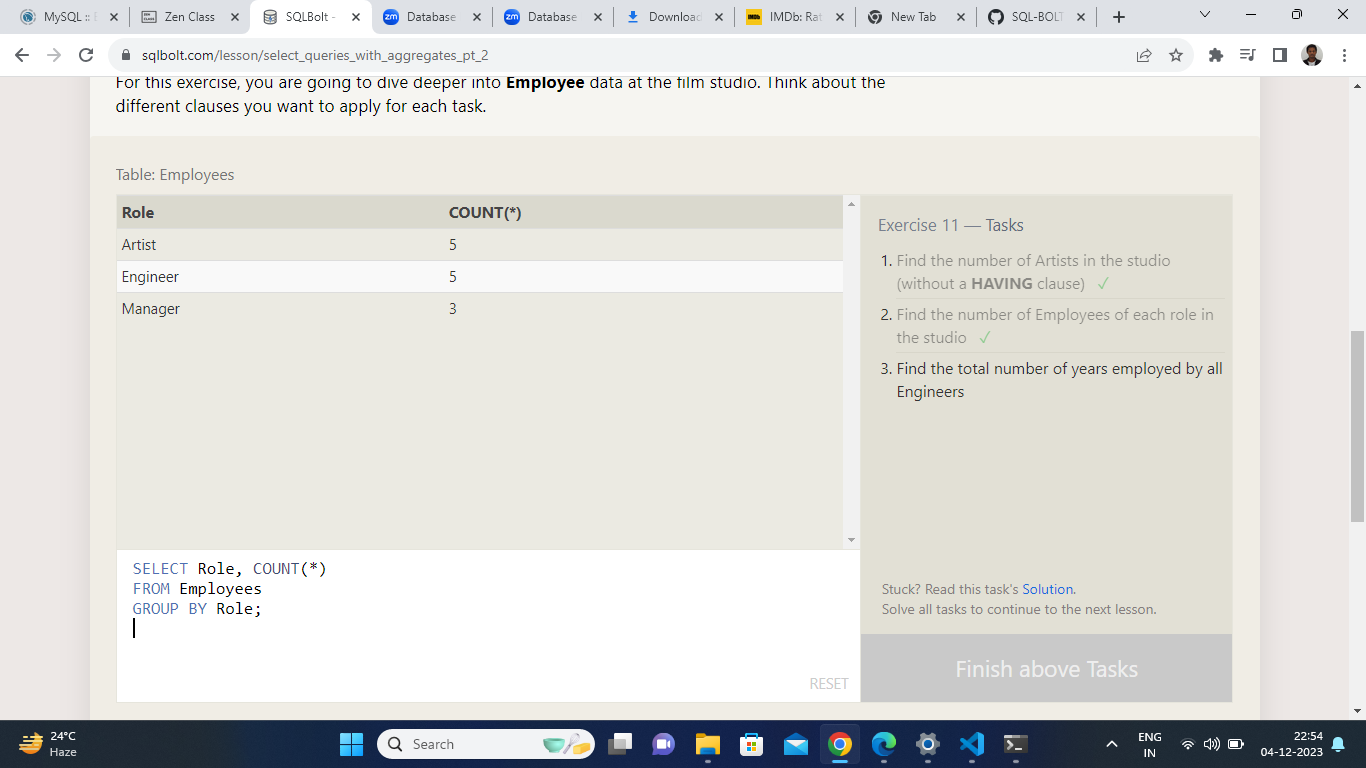 MySQL :: E
Zen Class
SQLBolt -
Database
Database
Download
IMDb: Rat
New Tab
SQL-BOLT
sqlbolt.com/lesson/select_queries_with_aggregates_pt_2
For this exercise, you are going to dive deeper into Employee data at the film studio. Think about the
different clauses you want to apply for each task.
Table: Employees
Role COUNT(*)
Artist 5
Engineer 5
Manager 3
Exercise 11 — Tasks
1. Find the number of Artists in the studio
(without a HAVING clause) ✓
2. Find the number of Employees of each role in
the studio ✓
3. Find the total number of years employed by all
Engineers
SELECT Role, COUNT(*)
FROM Employees
GROUP BY Role;
RESET
Stuck? Read this task's Solution.
Solve all tasks to continue to the next lesson.
Finish above Tasks
24°C
Haze
Search
ENG
IN
22:54
04-12-2023